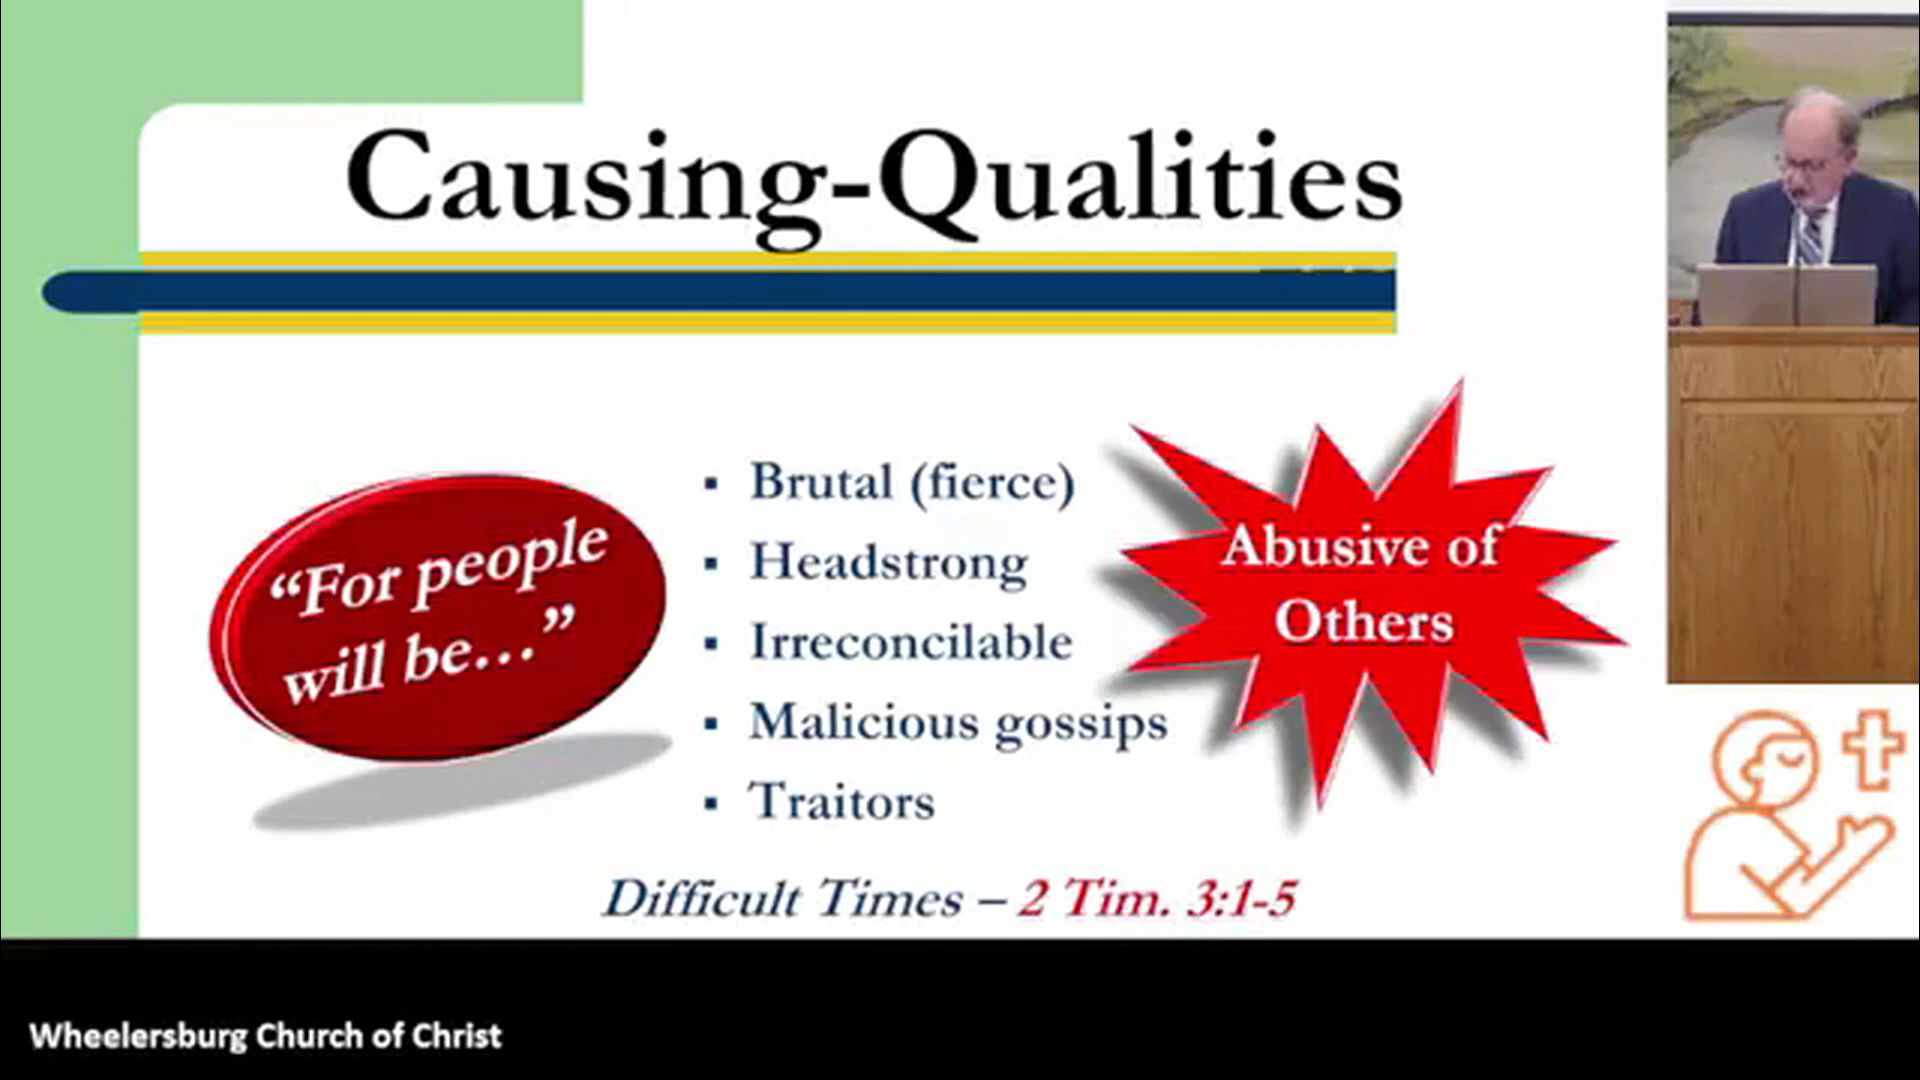 Causing-Qualities
“For people
will be…”
▪ Brutal (fierce)
▪ Headstrong
▪ Irreconcilable
▪ Malicious gossips
▪ Traitors
Abusive of
Others
Difficult Times – 2 Tim. 3:1-5
Wheelersburg Church of Christ